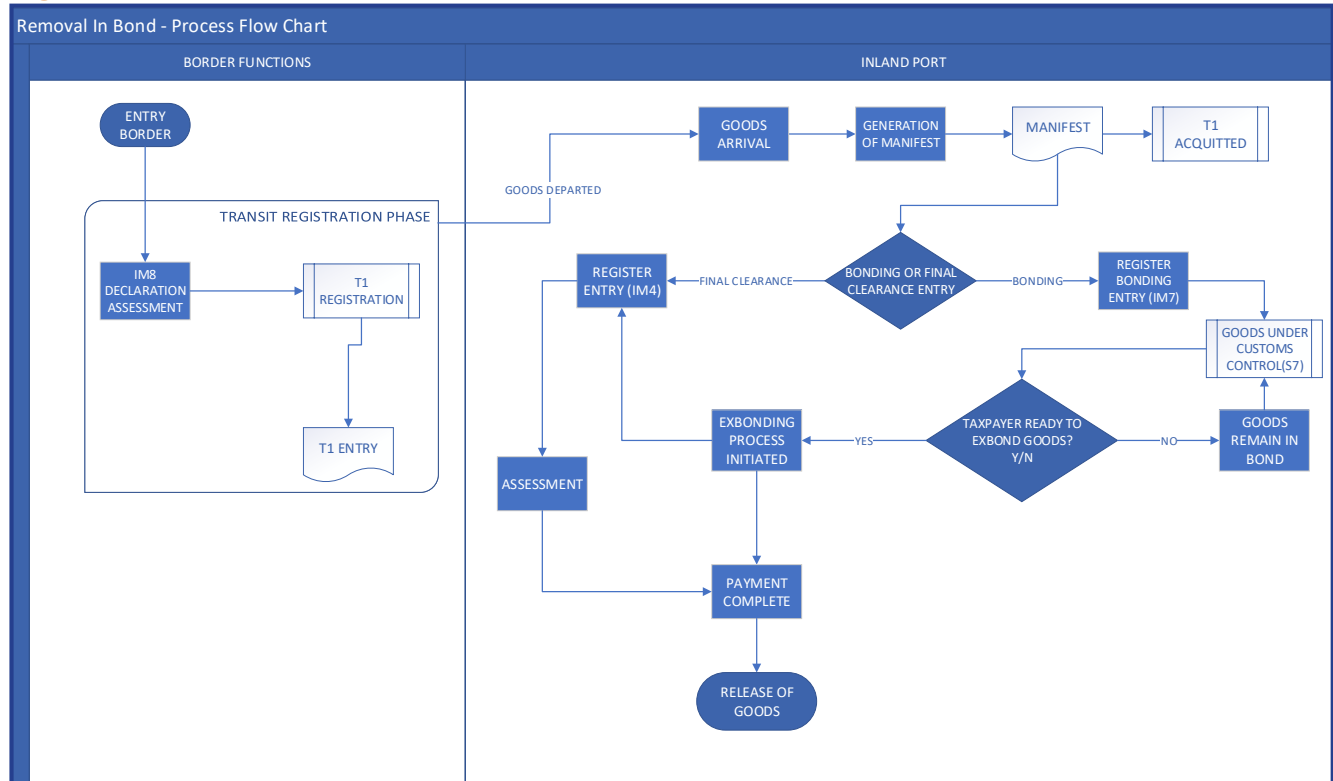 Removal In Bond - Process Flow Chart
BORDER FUNCTIONS
INLAND PORT
ENTRY
BORDER
TRANSIT REGISTRATION PHASE
IM8
DECLARATION
ASSESSMENT
T1
REGISTRATION
T1 ENTRY
GOODS DEPARTED
GOODS
ARRIVAL
GENERATION
OF MANIFEST
MANIFEST
T1
ACQUITTED
BONDING OR FINAL
CLEARANCE ENTRY
FINAL CLEARANCE
REGISTER
ENTRY (IM4)
BONDING
REGISTER
BONDING
ENTRY (IM7)
GOODS UNDER
CUSTOMS
CONTROL(S7)
TAXPAYER READY TO
EXBOND GOODS?
Y/N
NO
GOODS
REMAIN IN
BOND
YES
EXBONDING
PROCESS
INITIATED
ASSESSMENT
PAYMENT
COMPLETE
RELEASE OF
GOODS